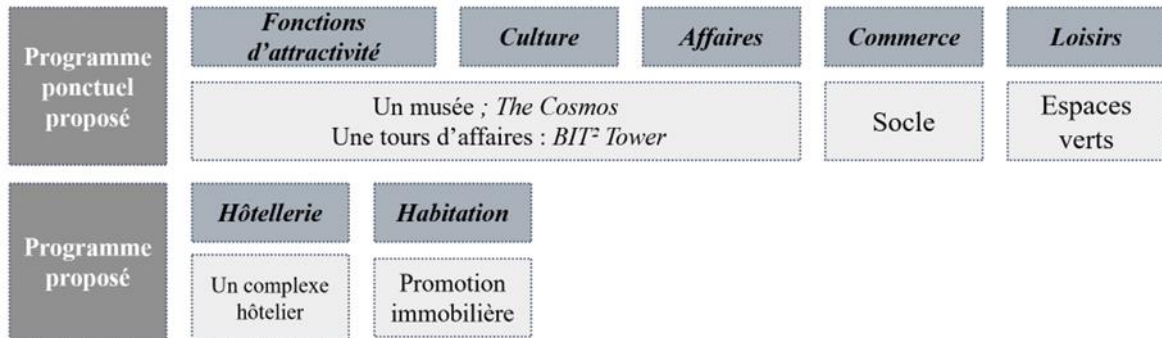 Programme
ponctuel
proposé
Fonctions
d'attractivité
Culture
Affaires
Commerce
Loisirs
Un musée ; The Cosmos
Une tours d'affaires : BIT² Tower
Socle
Espaces
verts
Programme
proposé
Hôtellerie
Habitation
Un complexe
hôtelier
Promotion
immobilière